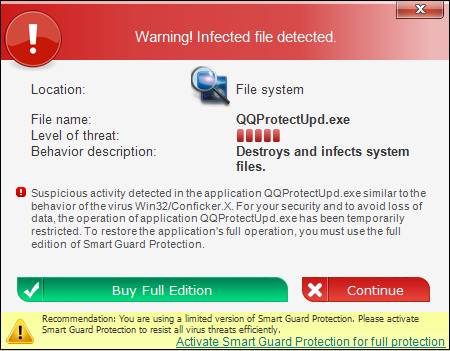 Warning! Infected file detected.
Location: File system
File name: QQProtectUpd.exe
Level of threat:
Behavior description: Destroys and infects system
files.
Suspicious activity detected in the application QQProtectUpd.exe similar to the
behavior of the virus Win32/Conficker.X. For your security and to avoid loss of
data, the operation of application QQProtectUpd.exe has been temporarily
restricted. To restore the application's full operation, you must use the full
edition of Smart Guard Protection.
Buy Full Edition Continue
Recommendation: You are using a limited version of Smart Guard Protection. Please activate
Smart Guard Protection to resist all virus threats efficiently.
Activate Smart Guard Protection for full protection